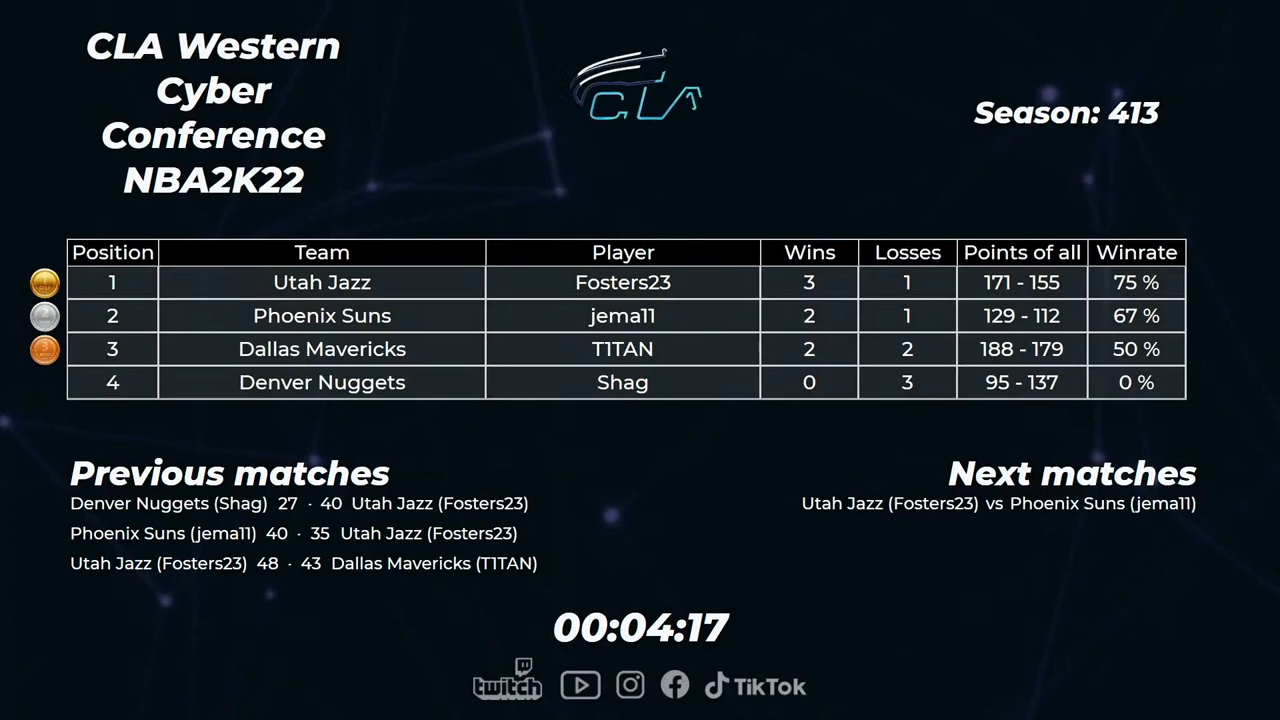 CLA Western
Cyber
Conference
NBA2K22
CLA
Season: 413
Position Team Player Wins Losses Points of all Winrate
1 1 Utah Jazz Fosters23 3 1 171 - 155 75 %
2 2 Phoenix Suns jema11 2 1 129 - 112 67 %
3 3 Dallas Mavericks T1TAN 2 2 188 - 179 50 %
4 Denver Nuggets Shag 0 3 95 - 137 0 %
Previous matches
Denver Nuggets (Shag) 27 - 40 Utah Jazz (Fosters23)
Phoenix Suns (jema11) 40 - 35 Utah Jazz (Fosters23)
Utah Jazz (Fosters23) 48 - 43 Dallas Mavericks (T1TAN)
Next matches
Utah Jazz (Fosters23) vs Phoenix Suns (jema11)
00:04:17
twitch TikTok